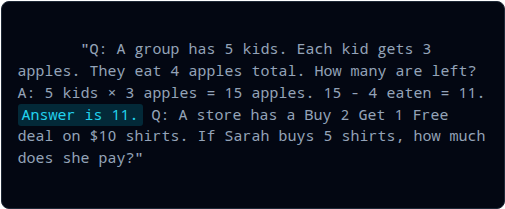 "Q: A group has 5 kids. Each kid gets 3
apples. They eat 4 apples total. How many are left?
A: 5 kids × 3 apples = 15 apples. 15 - 4 eaten = 11.
Answer is 11. Q: A store has a Buy 2 Get 1 Free
deal on $10 shirts. If Sarah buys 5 shirts, how much
does she pay?"